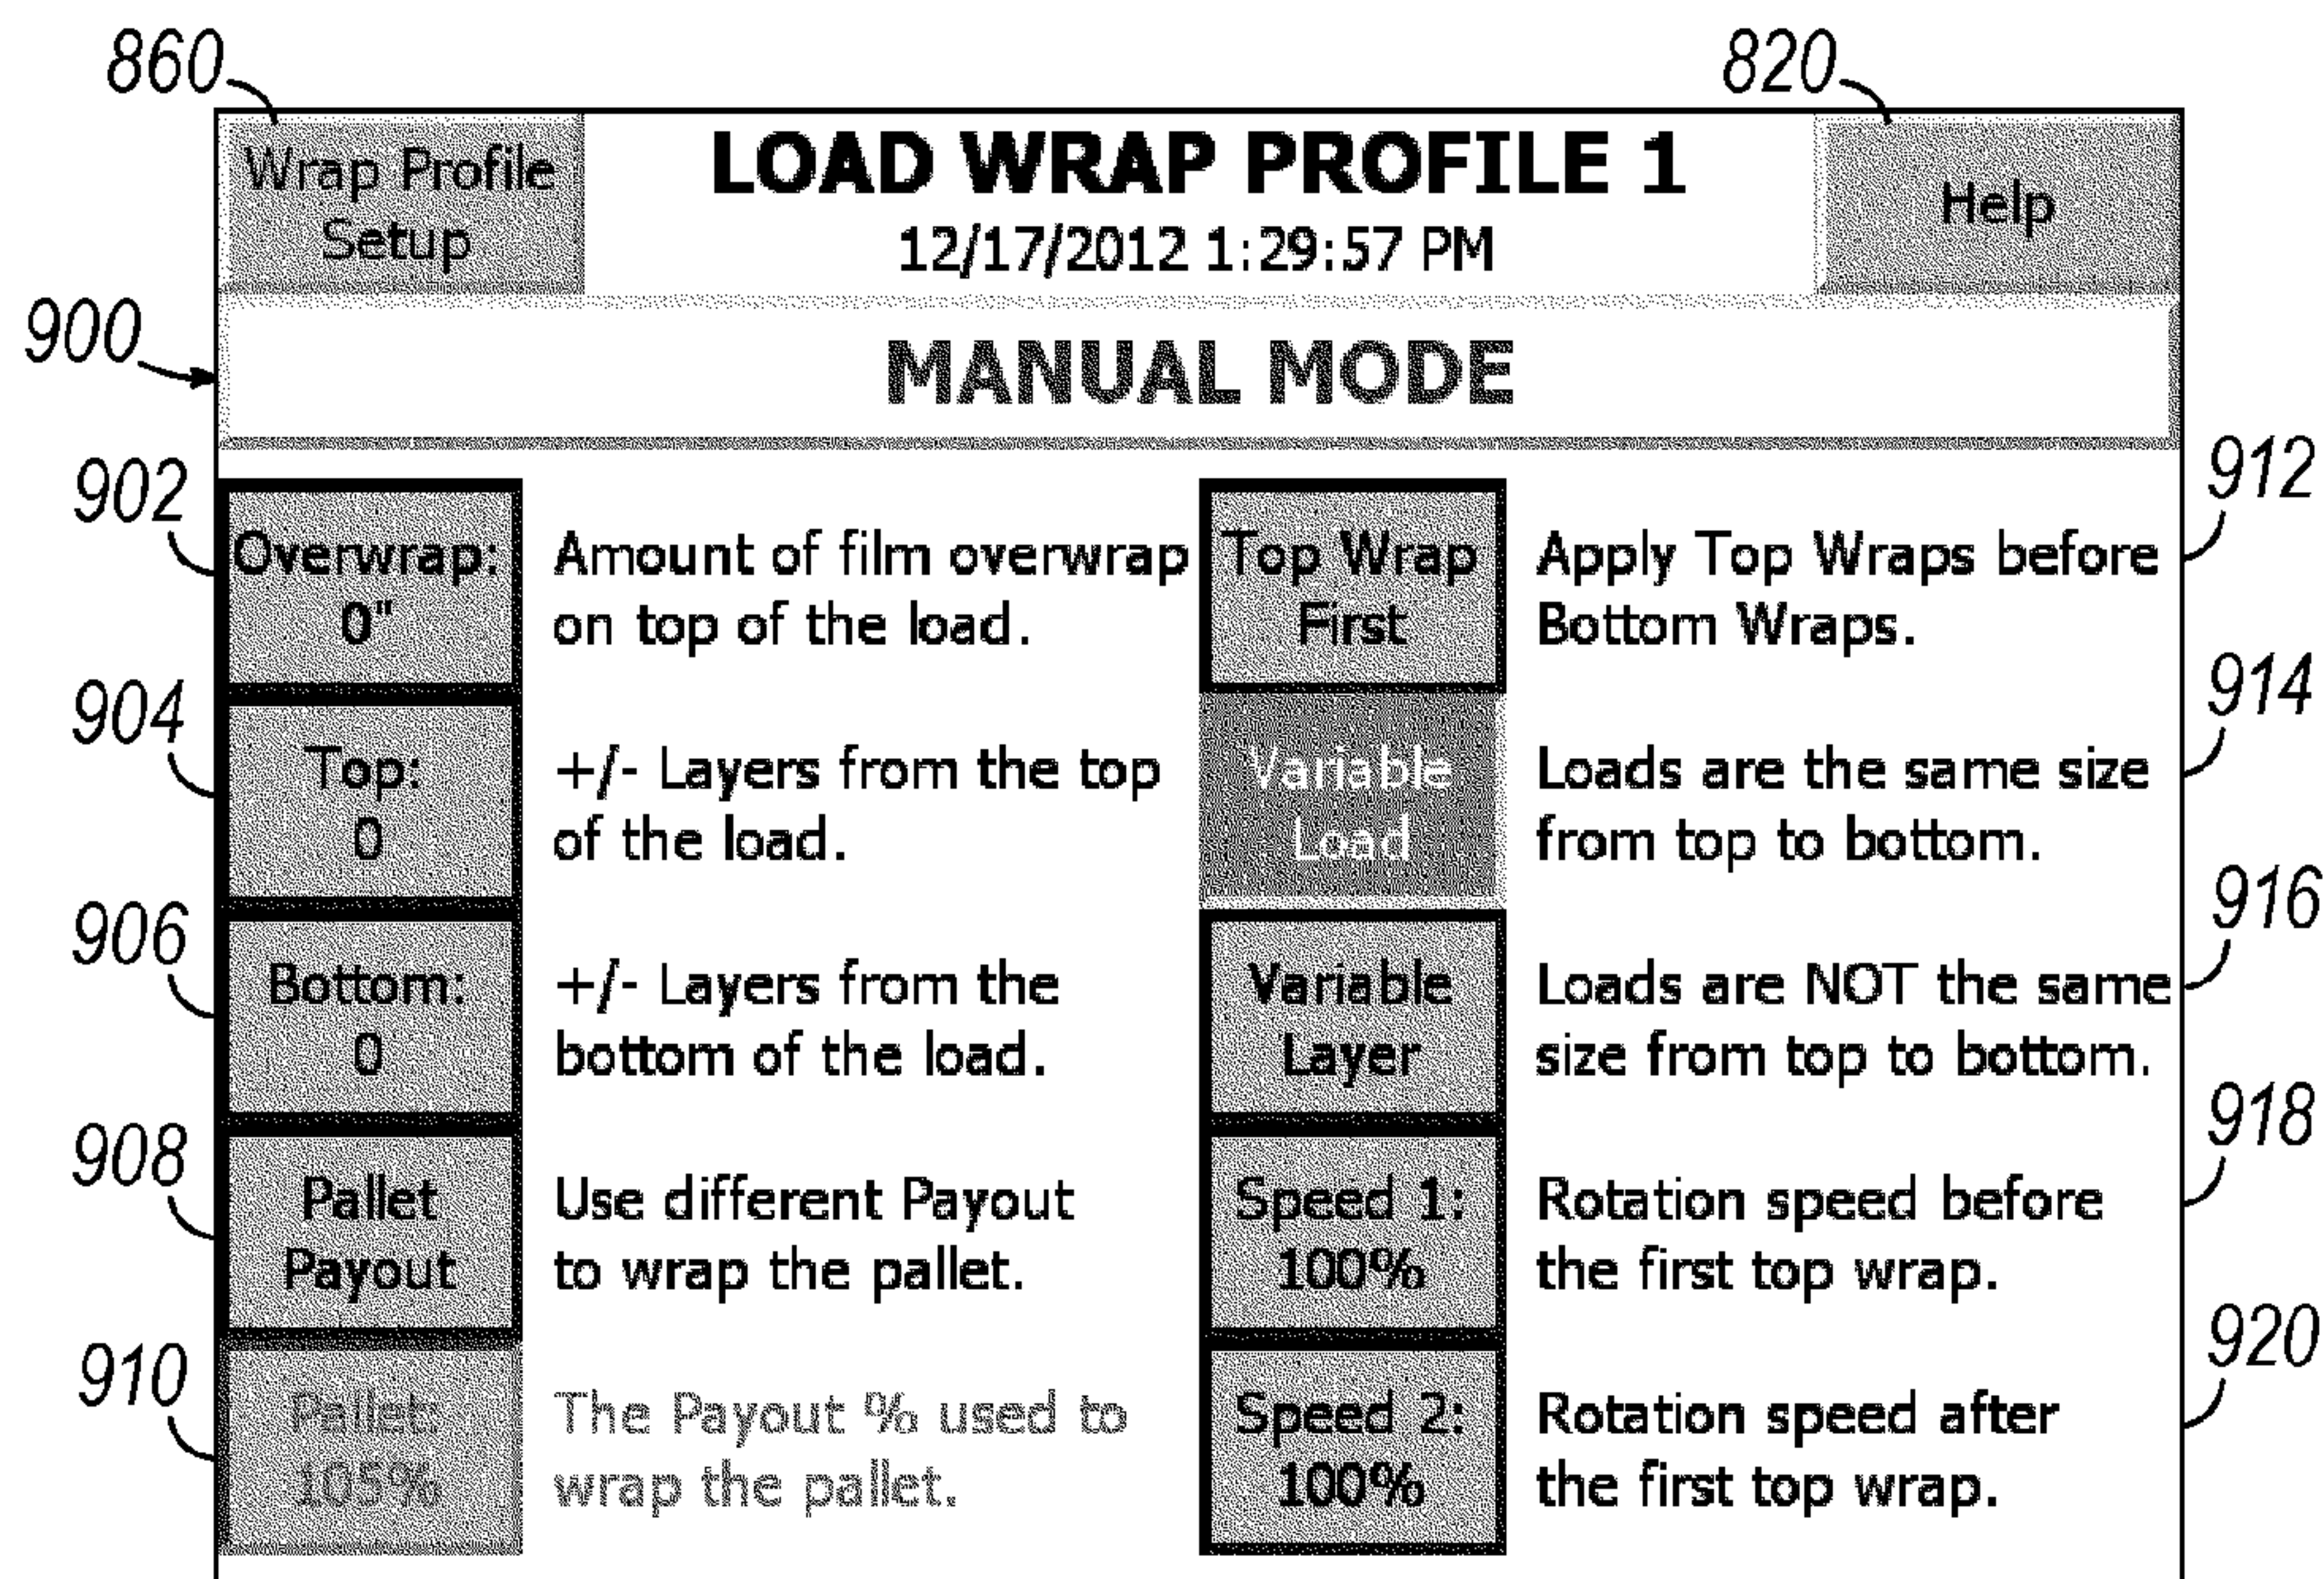 860
820
Wrap Profile
Setup
LOAD WRAP PROFILE 1
12/17/2012 1:29:57 PM
Help
900
MANUAL MODE
902
Overwrap:
0"
Amount of film overwrap
on top of the load.
904
Top:
0
+/- Layers from the top
of the load.
906
Bottom:
0
+/- Layers from the
bottom of the load.
908
Pallet
Payout
Use different Payout
to wrap the pallet.
910
Pallet:
105%
The Payout % used to
wrap the pallet.
912
Top Wrap
First
Apply Top Wraps before
Bottom Wraps.
914
Variable
Load
Loads are the same size
from top to bottom.
916
Variable
Layer
Loads are NOT the same
size from top to bottom.
918
Speed 1:
100%
Rotation speed before
the first top wrap.
920
Speed 2:
100%
Rotation speed after
the first top wrap.